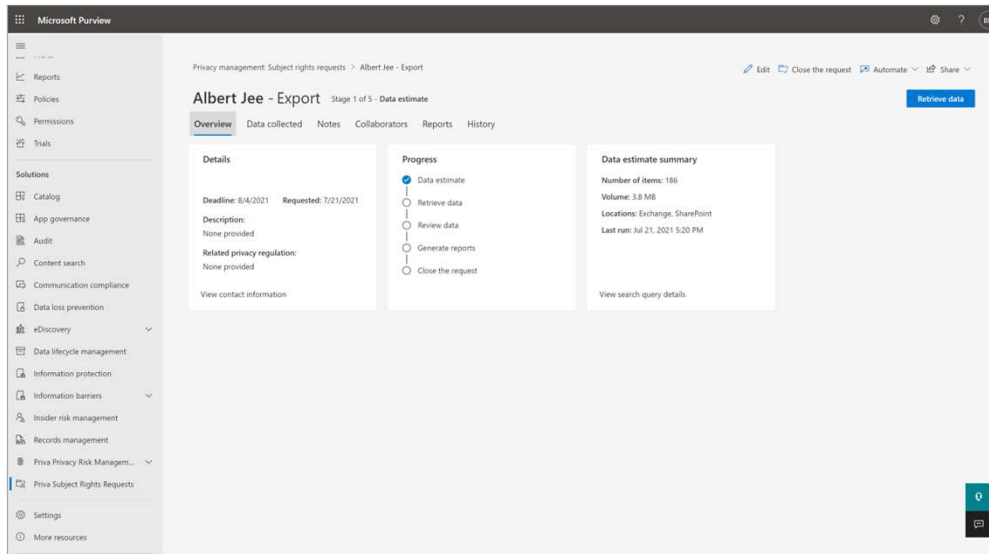 Microsoft Purview
?
Reports
Policies
Permissions
Trials
Solutions
Catalog
App governance
Audit
Content search
Communication compliance
Data loss prevention
eDiscovery
Data lifecycle management
Information protection
Information barriers
Insider risk management
Records management
Priva Privacy Risk Managem...
Priva Subject Rights Requests
Settings
More resources
Privacy management: Subject rights requests > Albert Jee - Export
Edit Close the request Automate Share
Albert Jee - Export Stage 1 of 5 - Data estimate
Retrieve data
Overview Data collected Notes Collaborators Reports History
Details
Deadline: 8/4/2021 Requested: 7/21/2021
Description:
None provided
Related privacy regulation:
None provided
View contact information
Progress
Data estimate
Retrieve data
Review data
Generate reports
Close the request
Data estimate summary
Number of items: 186
Volume: 3.8 MB
Locations: Exchange, SharePoint
Last run: Jul 21, 2021 5:20 PM
View search query details